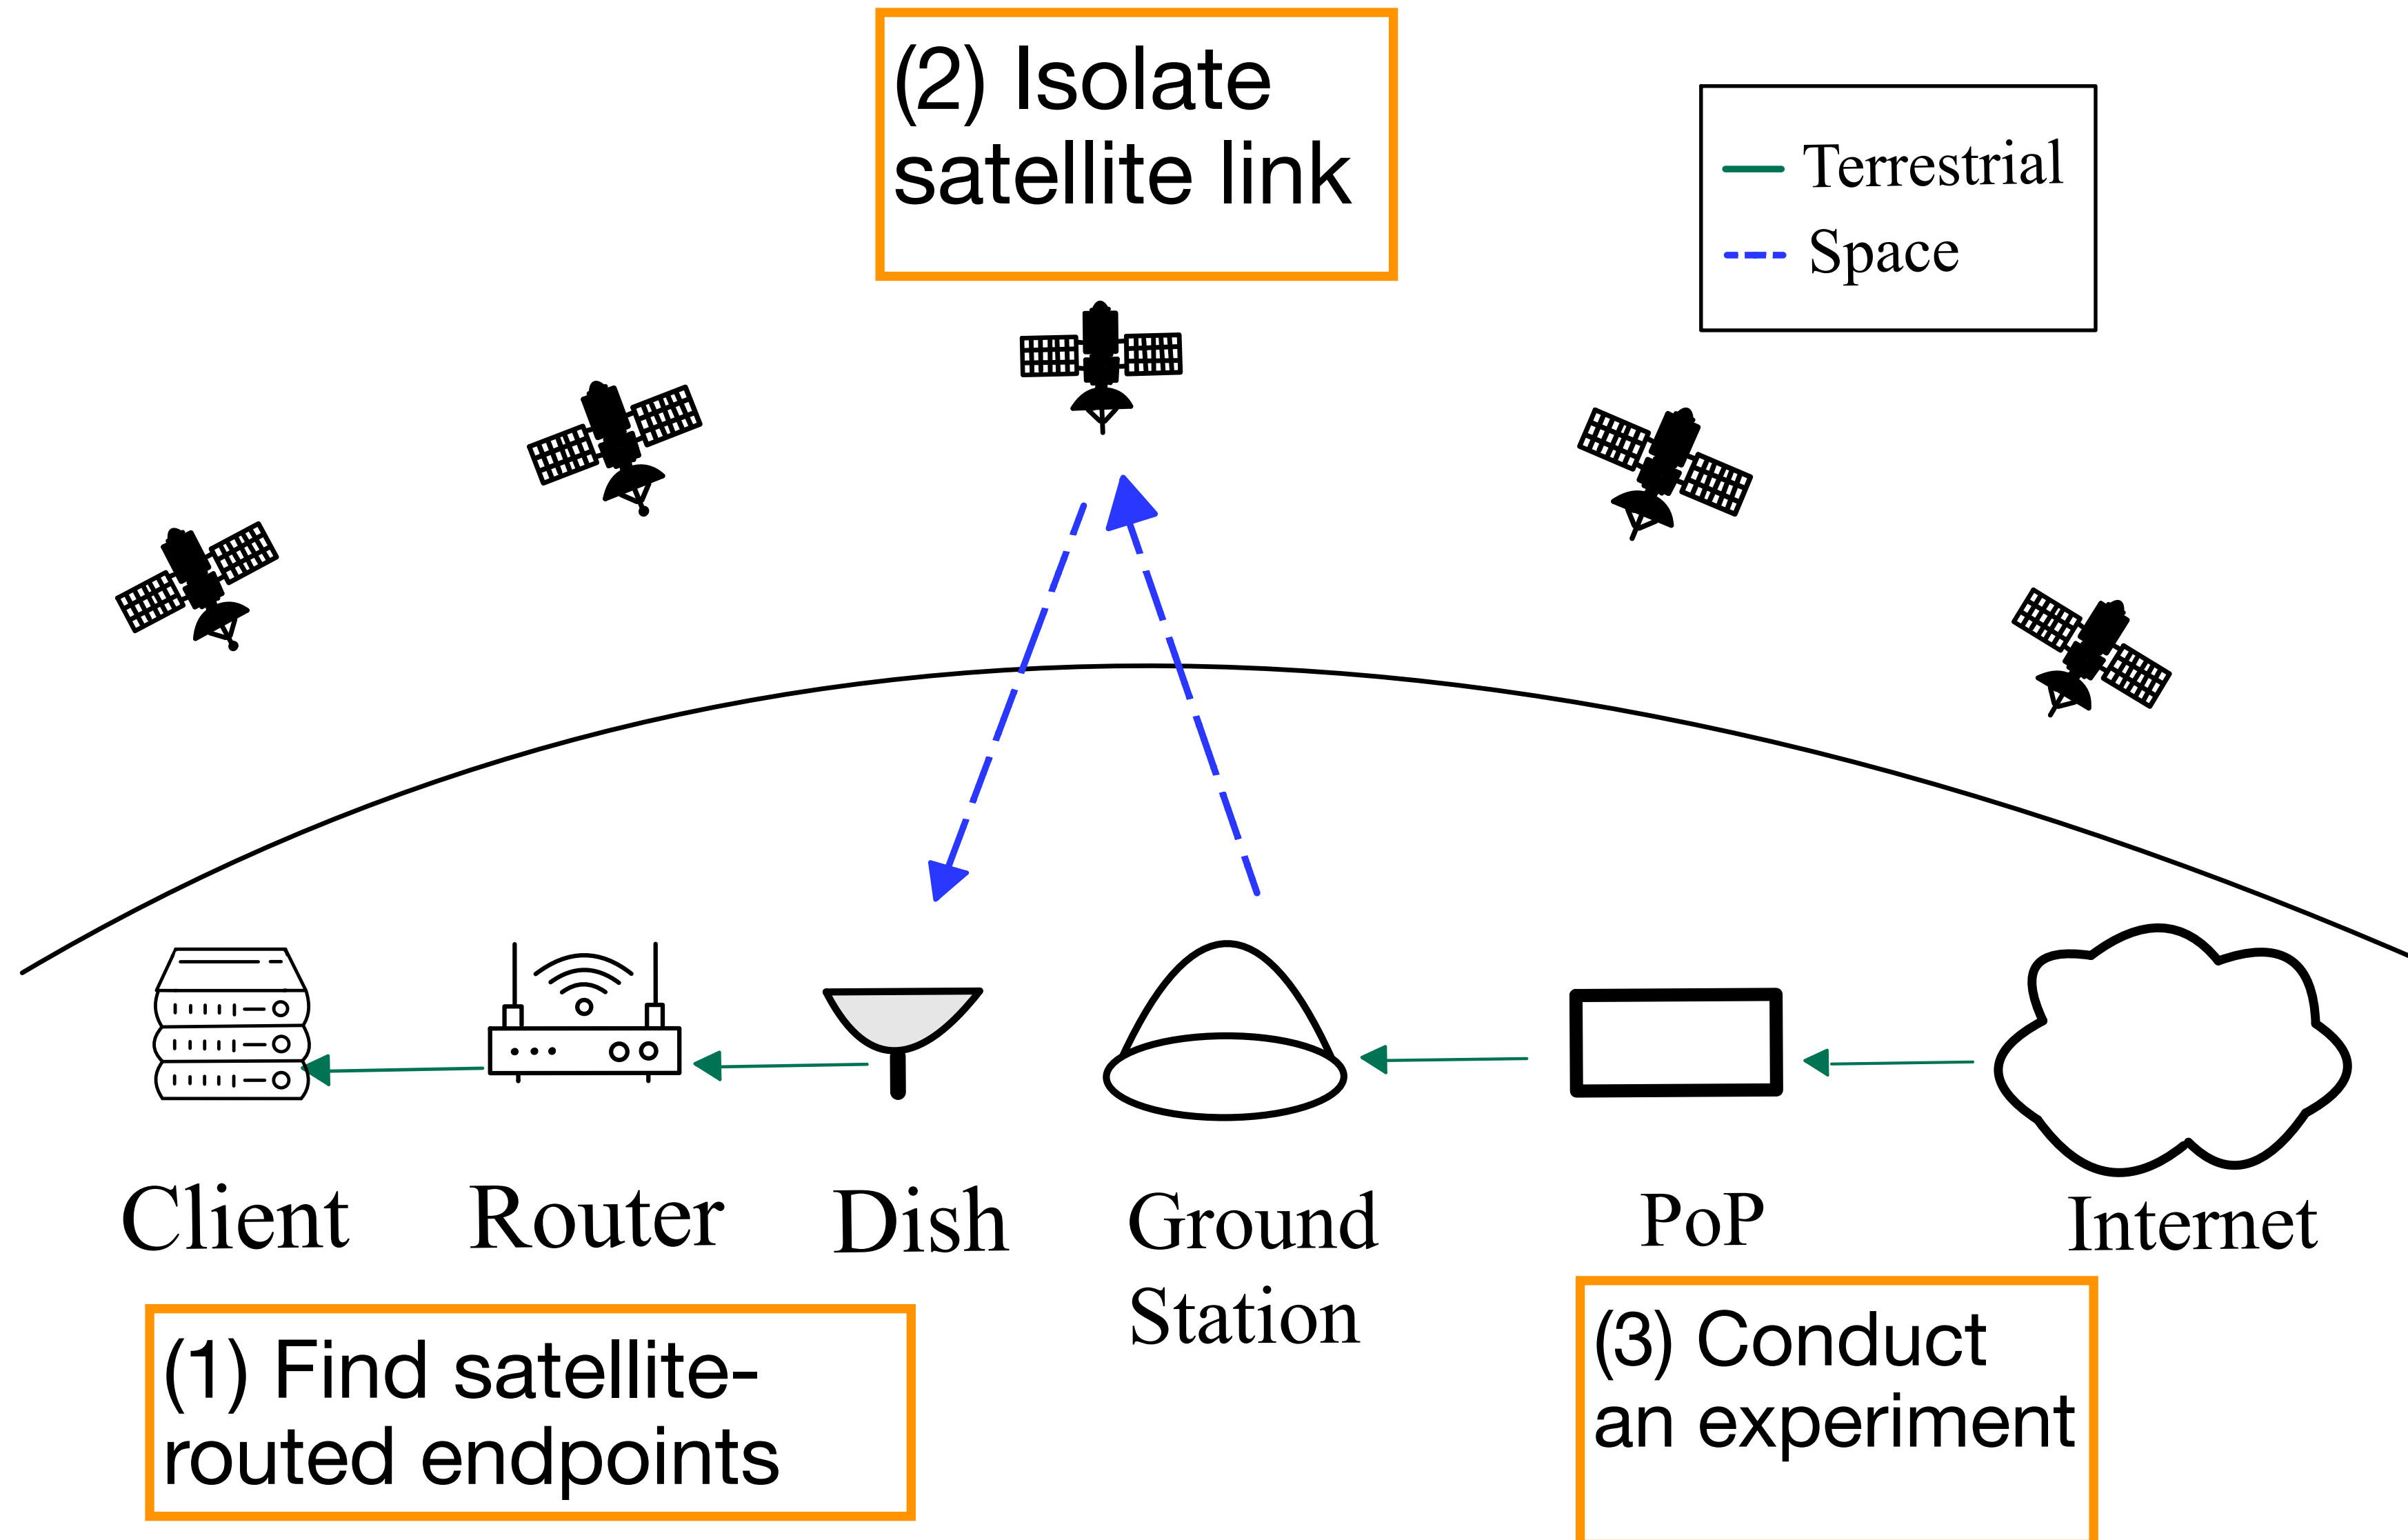 (2) Isolate
satellite link
Terrestrial
Space
Client
Router
Dish
Ground
Station
PoP
Internet
(1) Find satellite-
routed endpoints
(3) Conduct
an experiment